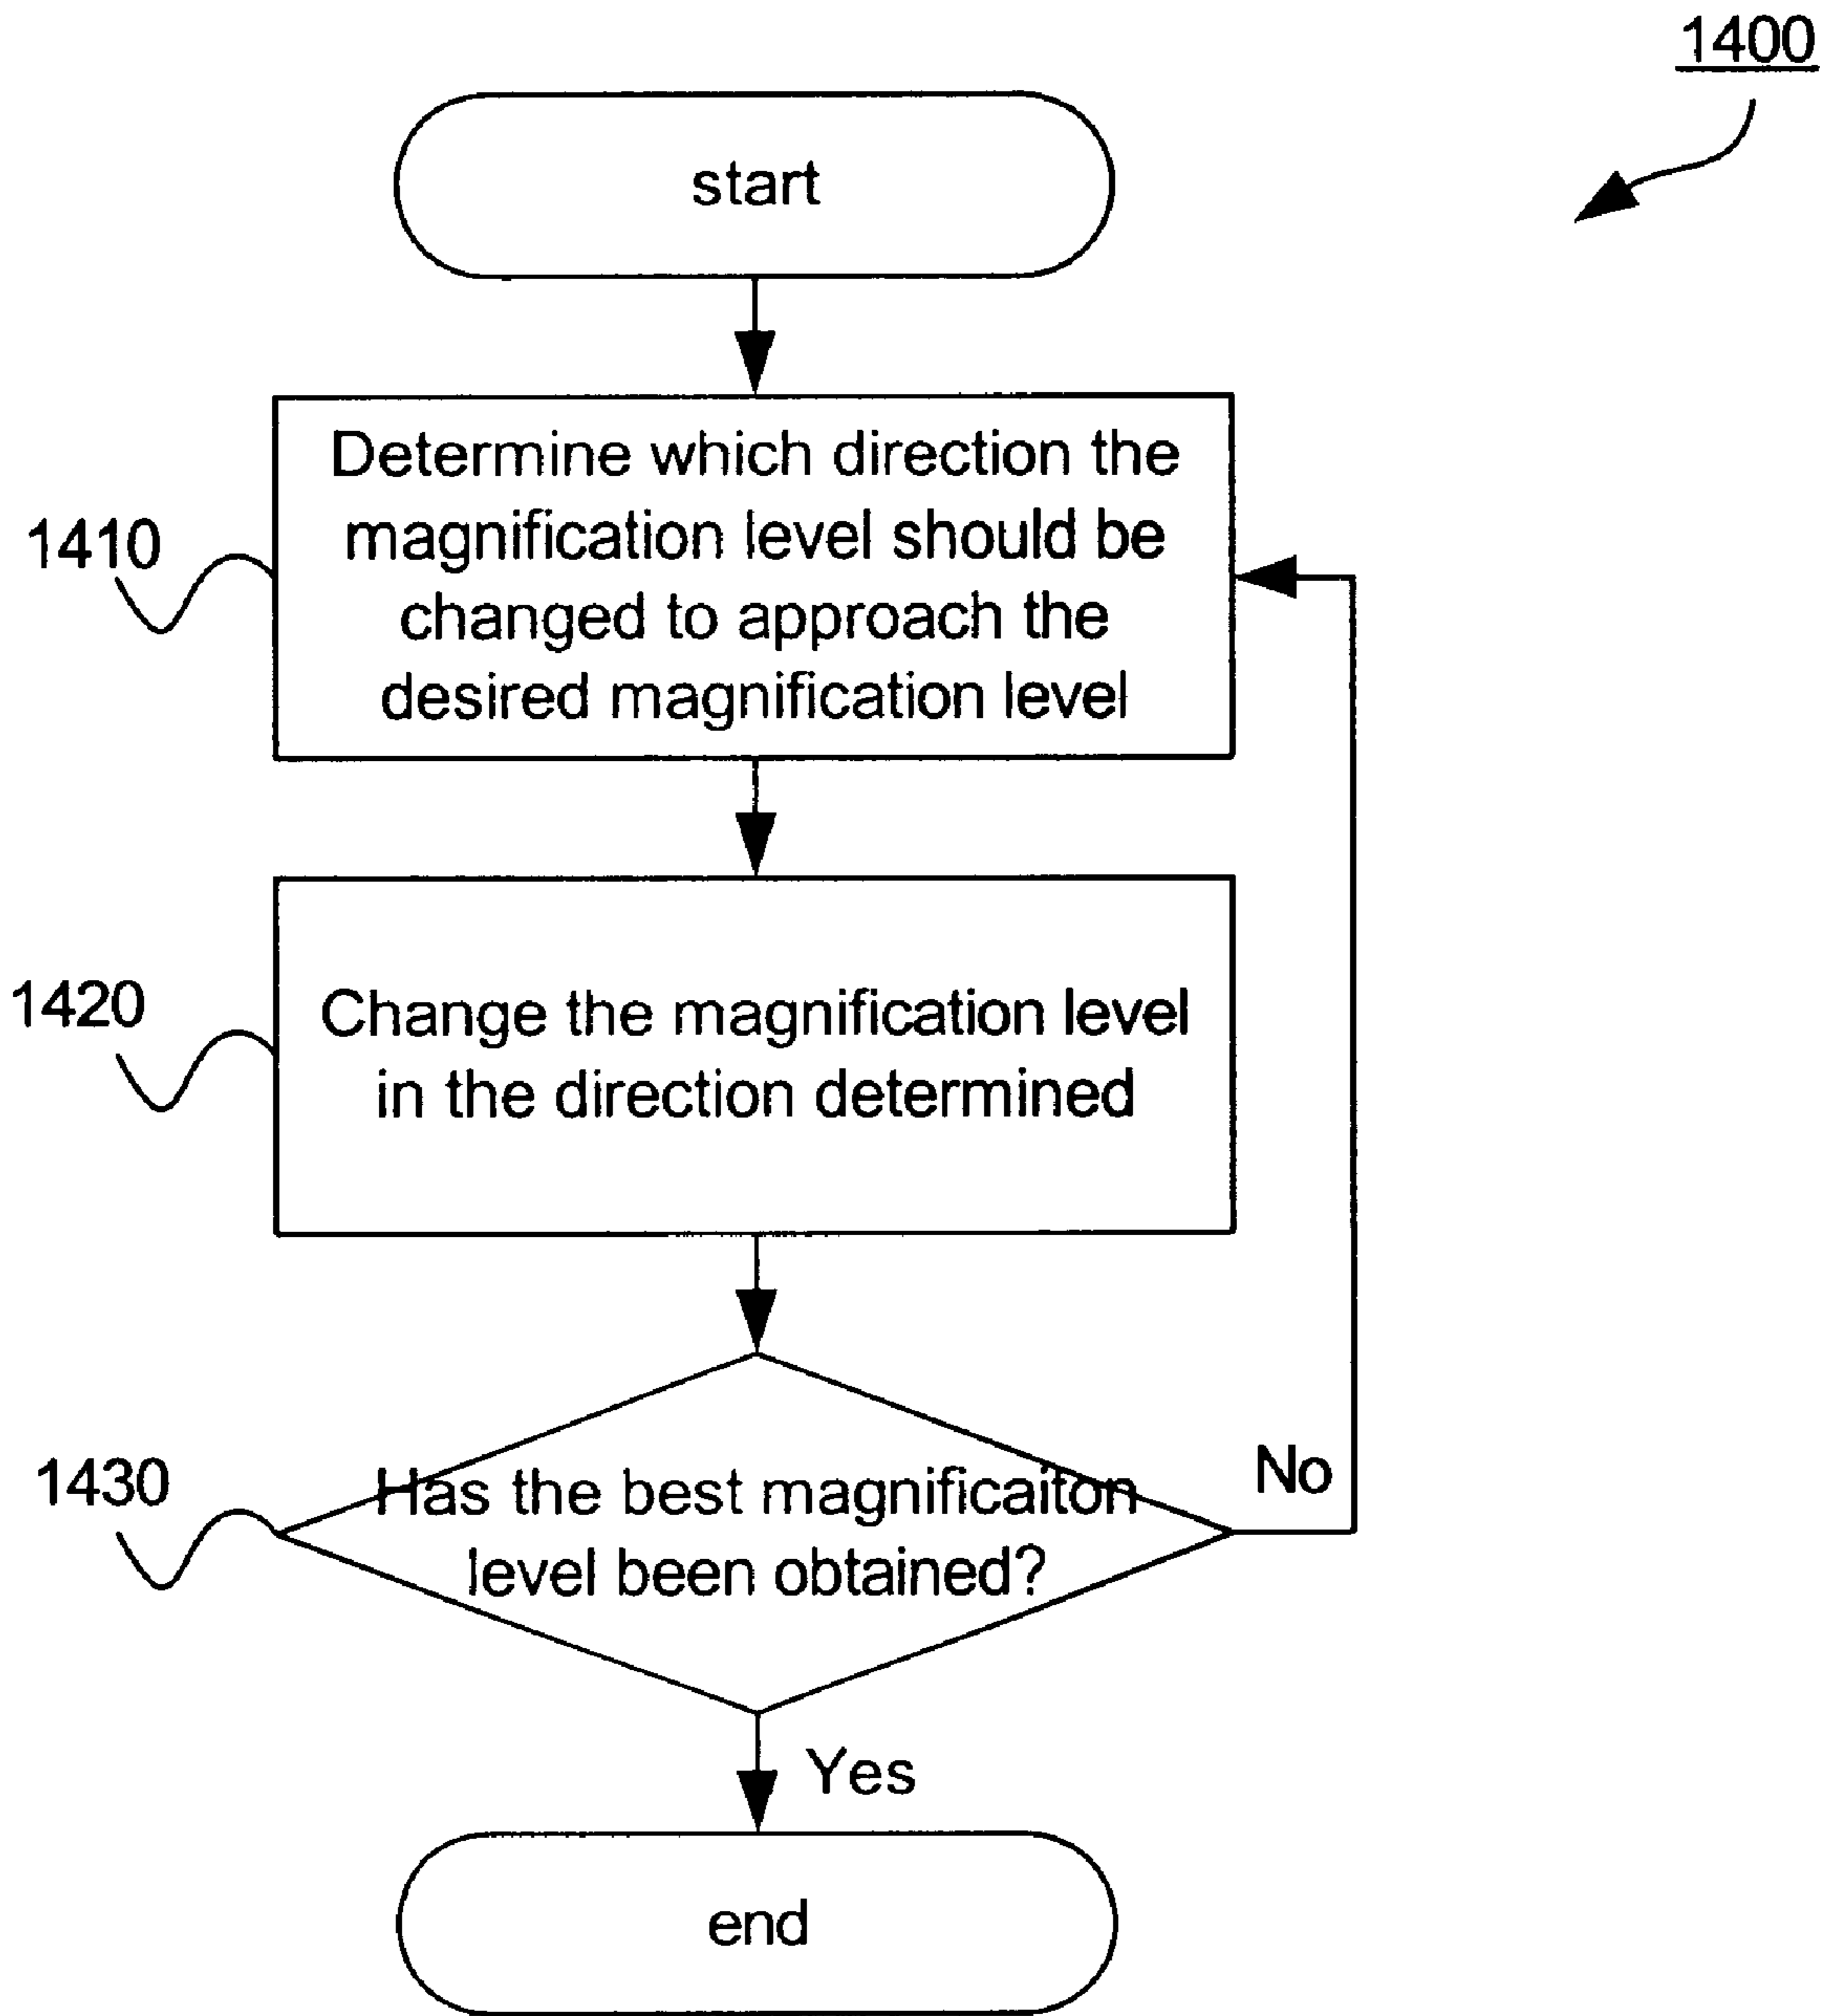 1400
start
1410
Determine which direction the
magnification level should be
changed to approach the
desired magnification level
1420
Change the magnification level
in the direction determined
1430
Has the best magnificaiton
level been obtained?
No
Yes
end